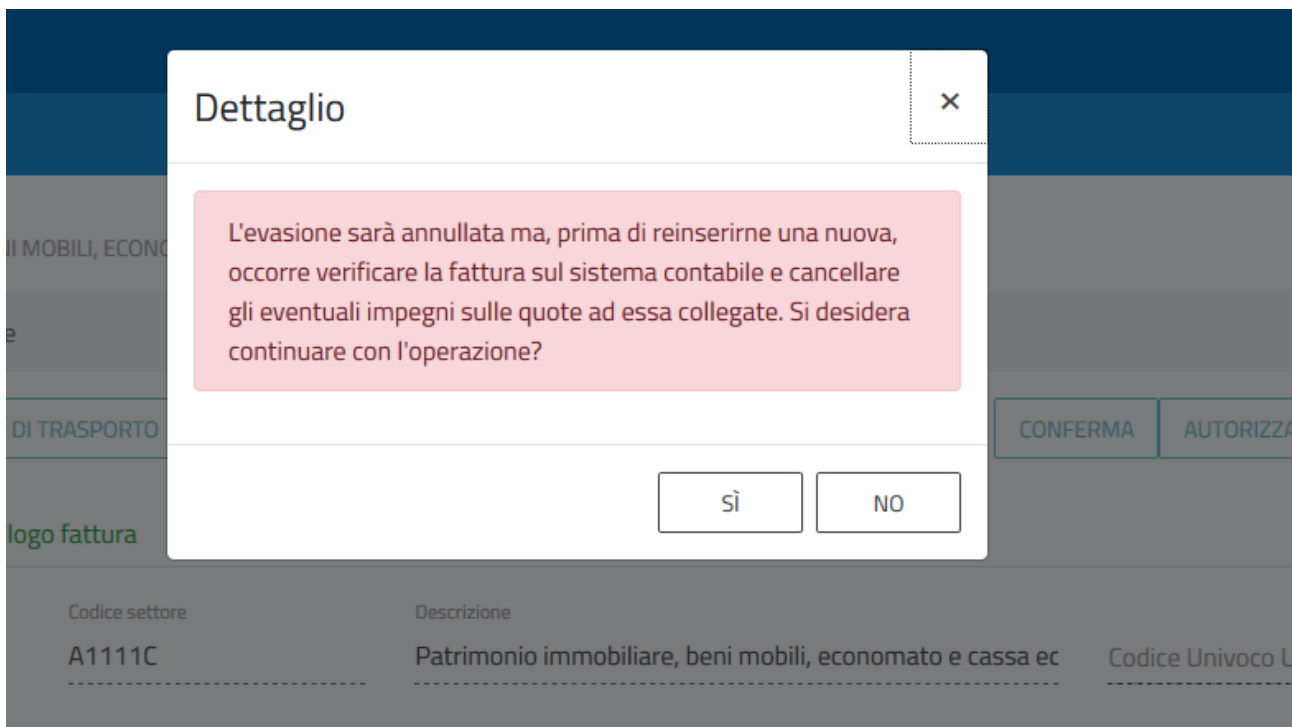 Dettaglio
×
L'evasione sarà annullata ma, prima di reinserirne una nuova,
occorre verificare la fattura sul sistema contabile e cancellare
gli eventuali impegni sulle quote ad essa collegate. Si desidera
continuare con l'operazione?
NI MOBILI, ECONO
e
DI TRASPORTO
CONFERMA
AUTORIZZA
SÌ
NO
logo fattura
Codice settore
Descrizione
A1111C
Patrimonio immobiliare, beni mobili, economato e cassa ec
Codice Univoco U